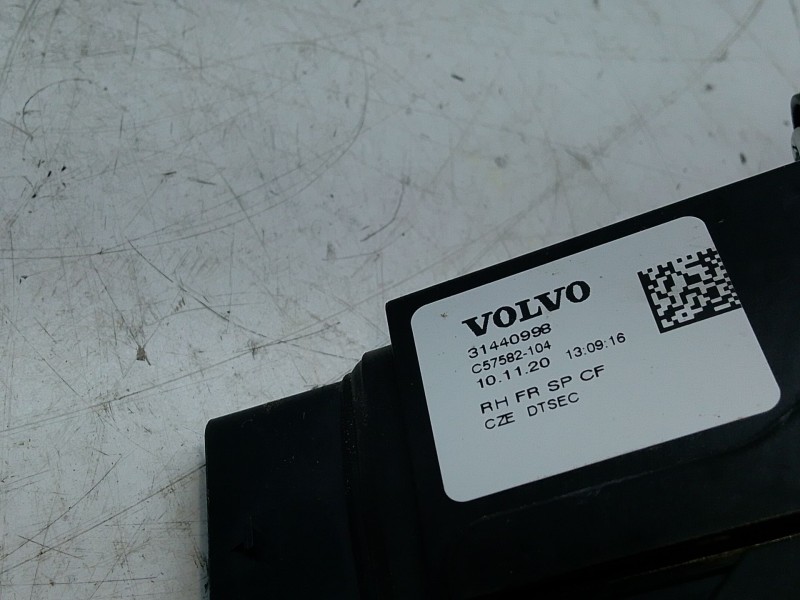 VOLVO
31440998
C57582-104
10.11.20 13:09:16
RH FR SP CF
CZE DTSEC